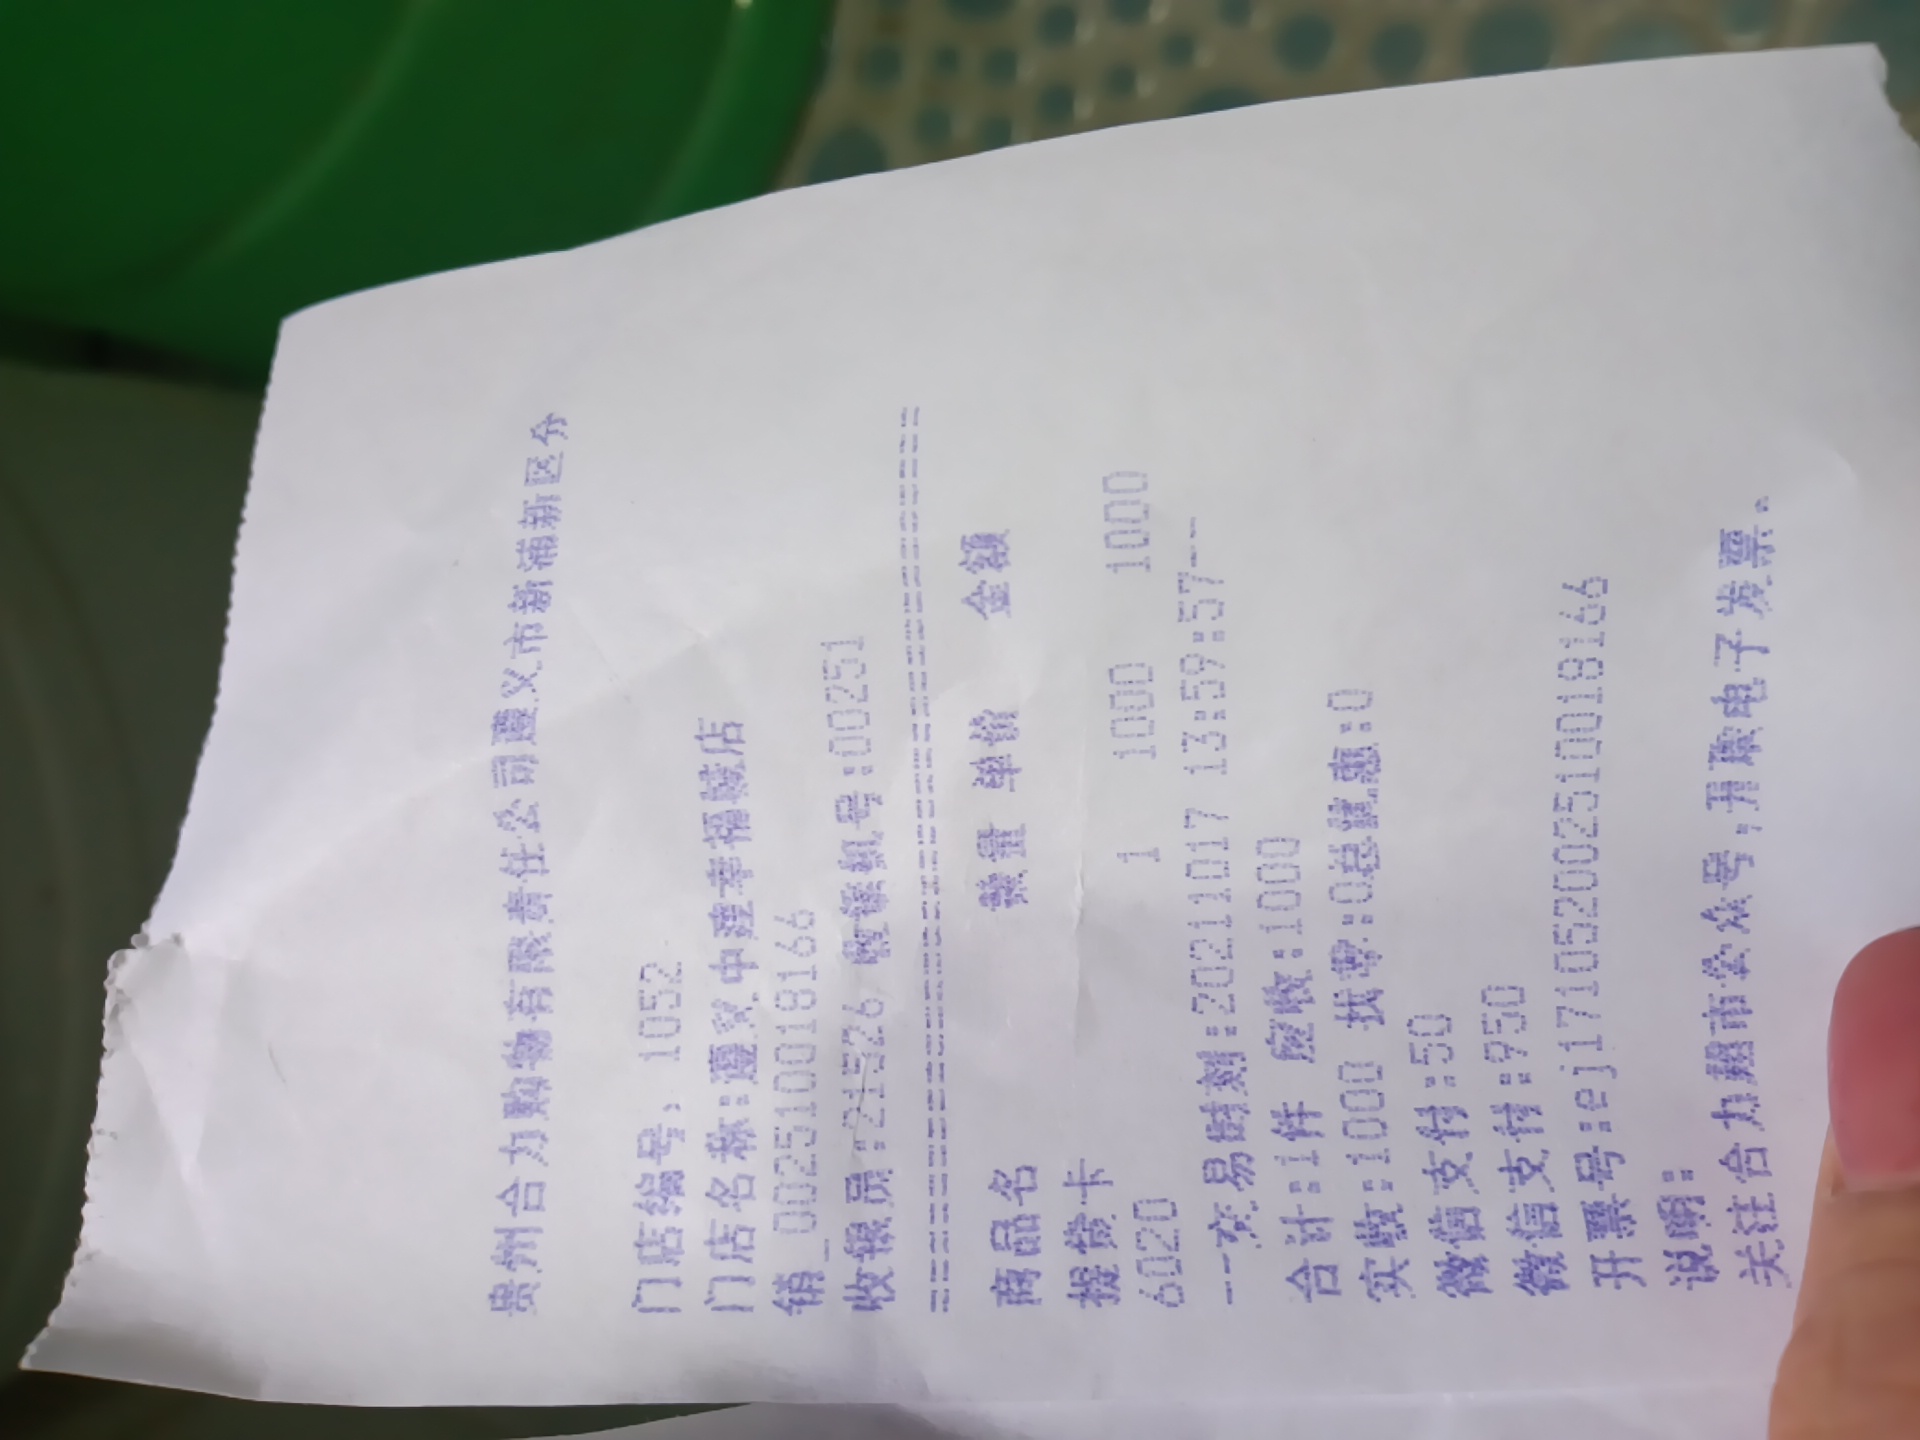 贵州合力购物有限责任公司遵义市新浦新区分
门店编号: 1052
门店名称:遵义中建幸福城店
销_002510018166
收银员:21526 收银机号:00251
======================================
商品名 数量 单价 金额
提货卡
6020 1 1000 1000
---交易时刻:20211017 13:59:57--
合计:1件 应收:1000
实收:1000 找零:0总优惠:0
微信支付:50
微信支付:950
开票号:ej171052002510018166
说明:
关注合力超市公众号,开取电子发票。